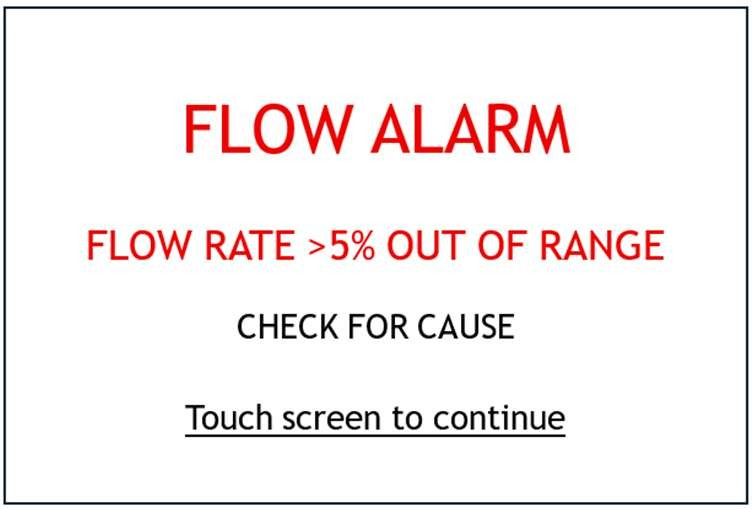 FLOW ALARM
FLOW RATE >5% OUT OF RANGE
CHECK FOR CAUSE
Touch screen to continue